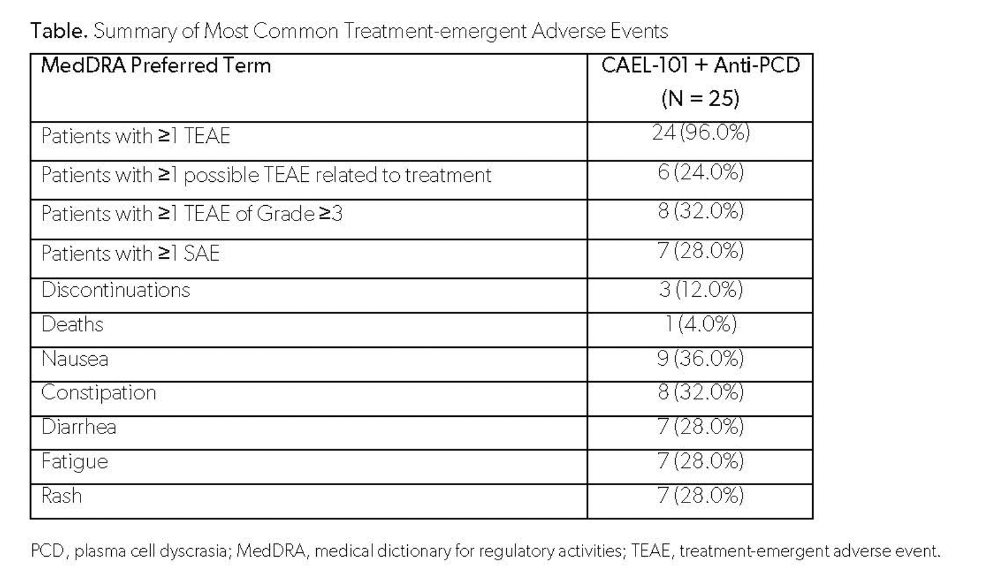 Table. Summary of Most Common Treatment-emergent Adverse Events
MedDRA Preferred Term CAEL-101 + Anti-PCD
(N = 25)
Patients with ≥1 TEAE 24 (96.0%)
Patients with ≥1 possible TEAE related to treatment 6 (24.0%)
Patients with ≥1 TEAE of Grade ≥3 8 (32.0%)
Patients with ≥1 SAE 7 (28.0%)
Discontinuations 3 (12.0%)
Deaths 1 (4.0%)
Nausea 9 (36.0%)
Constipation 8 (32.0%)
Diarrhea 7 (28.0%)
Fatigue 7 (28.0%)
Rash 7 (28.0%)
PCD, plasma cell dyscrasia; MedDRA, medical dictionary for regulatory activities; TEAE, treatment-emergent adverse event.